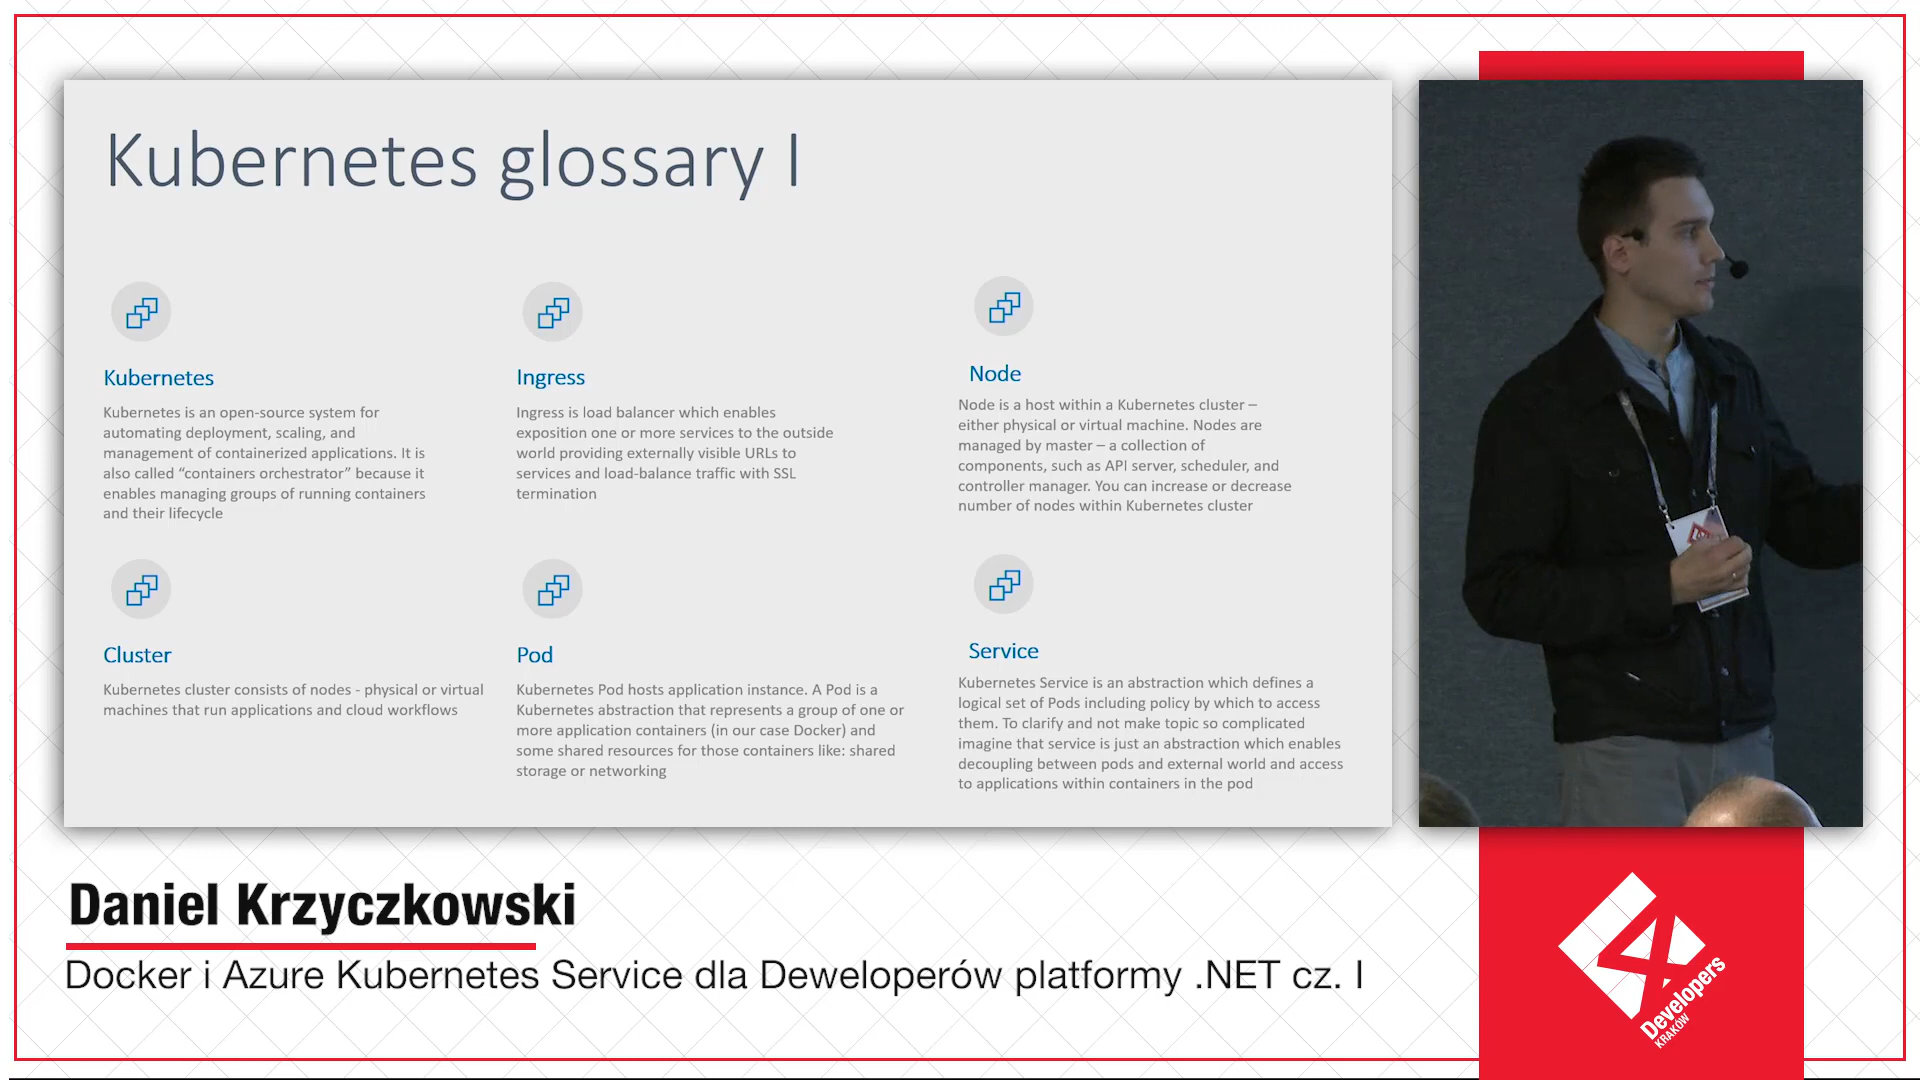 Kubernetes glossary I
Kubernetes
Kubernetes is an open-source system for
automating deployment, scaling, and
management of containerized applications. It is
also called “containers orchestrator” because it
enables managing groups of running containers
and their lifecycle
Ingress
Ingress is load balancer which enables
exposition one or more services to the outside
world providing externally visible URLs to
services and load-balance traffic with SSL
termination
Node
Node is a host within a Kubernetes cluster –
either physical or virtual machine. Nodes are
managed by master – a collection of
components, such as API server, scheduler, and
controller manager. You can increase or decrease
number of nodes within Kubernetes cluster
Cluster
Kubernetes cluster consists of nodes - physical or virtual
machines that run applications and cloud workflows
Pod
Kubernetes Pod hosts application instance. A Pod is a
Kubernetes abstraction that represents a group of one or
more application containers (in our case Docker) and
some shared resources for those containers like: shared
storage or networking
Service
Kubernetes Service is an abstraction which defines a
logical set of Pods including policy by which to access
them. To clarify and not make topic so complicated
imagine that service is just an abstraction which enables
decoupling between pods and external world and access
to applications within containers in the pod
Daniel Krzyczkowski
Docker i Azure Kubernetes Service dla Deweloperów platformy .NET cz. I
4
Developers
KRAKÓW